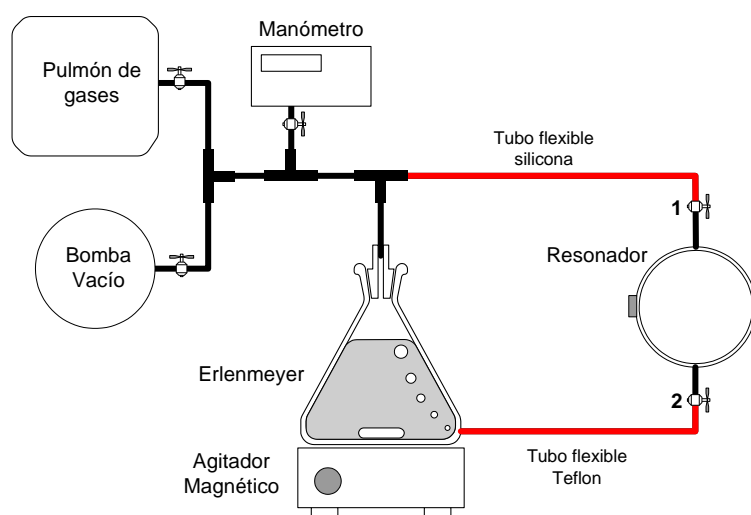 Manómetro
Pulmón de
gases
Tubo flexible
silicona
1
Bomba
Vacío
Resonador
Erlenmeyer
2
Agitador
Magnético
Tubo flexible
Teflon